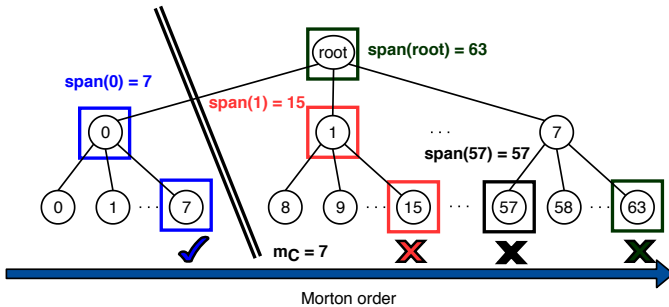 root
span(root) = 63
span(0) = 7
span(1) = 15
0
1
· · ·
7
span(57) = 57
0
1
· · ·
7
8
9
· · ·
15
· · ·
57
58
· · ·
63
m_C = 7
Morton order